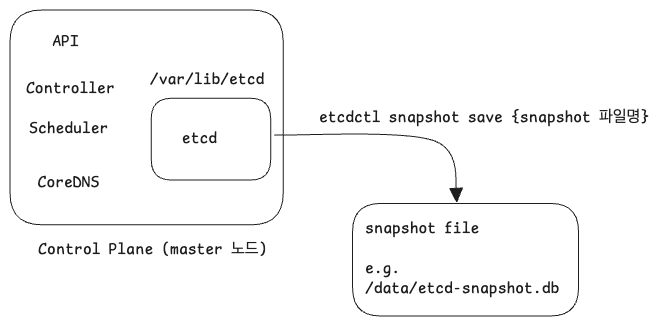 API
Controller
Scheduler
CoreDNS
/var/lib/etcd
etcd
Control Plane (master 노드)
etcdctl snapshot save {snapshot 파일명}
snapshot file
e.g.
/data/etcd-snapshot.db